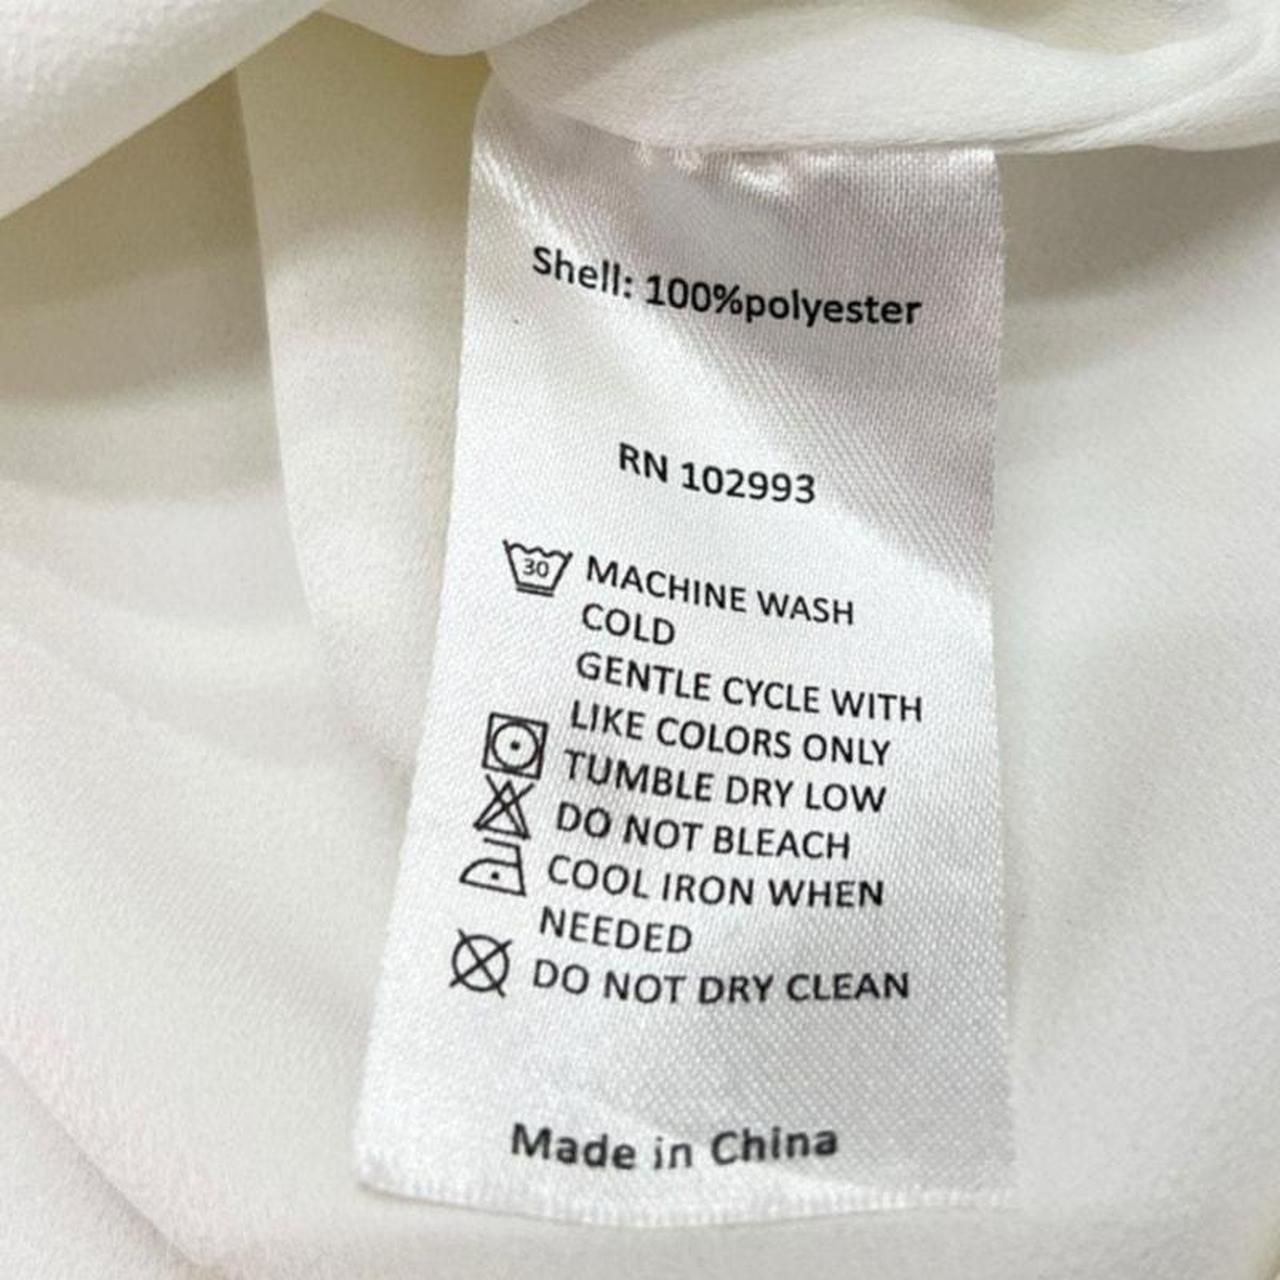 Shell: 100%polyester
RN 102993
30 MACHINE WASH
COLD
GENTLE CYCLE WITH
LIKE COLORS ONLY
TUMBLE DRY LOW
DO NOT BLEACH
COOL IRON WHEN
NEEDED
DO NOT DRY CLEAN
Made in China